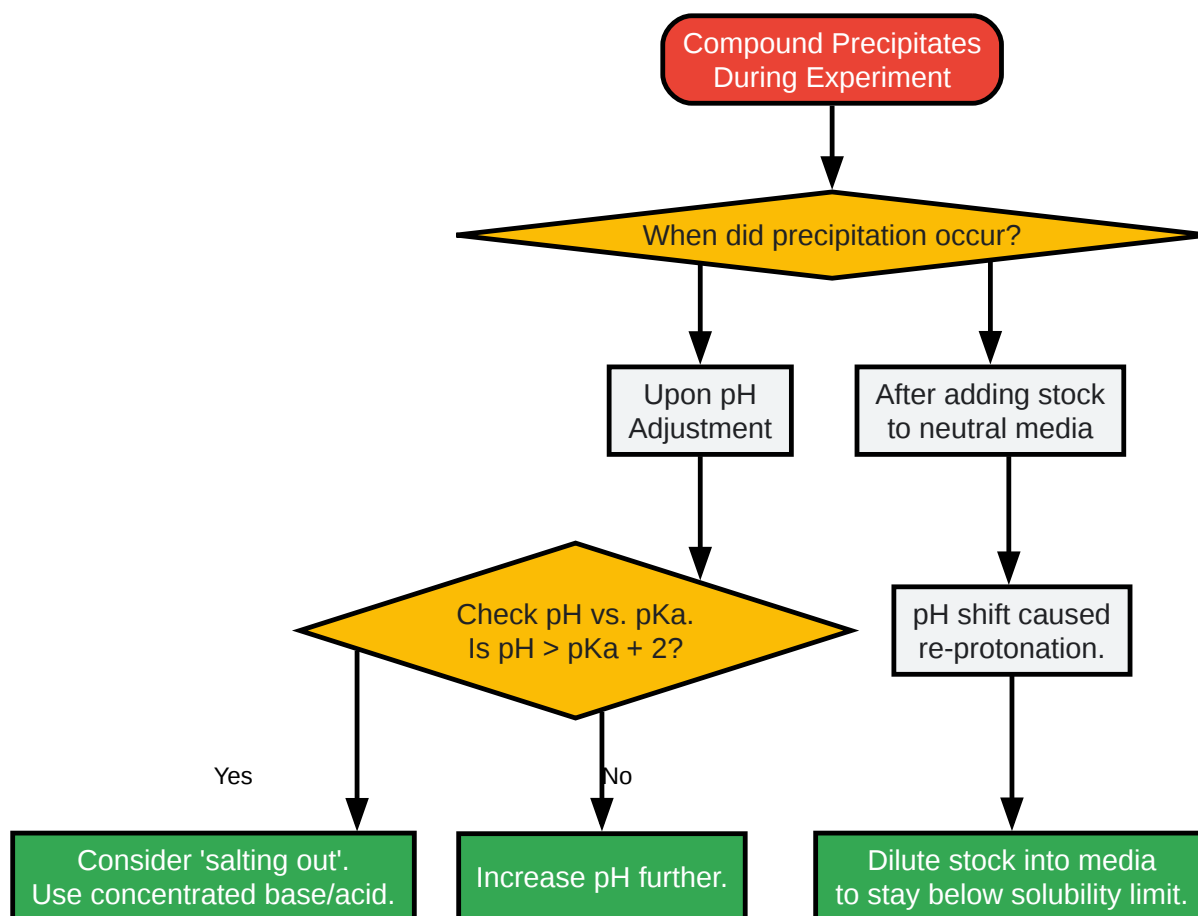 Compound Precipitates
During Experiment
When did precipitation occur?
Upon pH
Adjustment
After adding stock
to neutral media
Check pH vs. pKa.
Is pH > pKa + 2?
pH shift caused
re-protonation.
Yes
No
Consider 'salting out'.
Use concentrated base/acid.
Increase pH further.
Dilute stock into media
to stay below solubility limit.